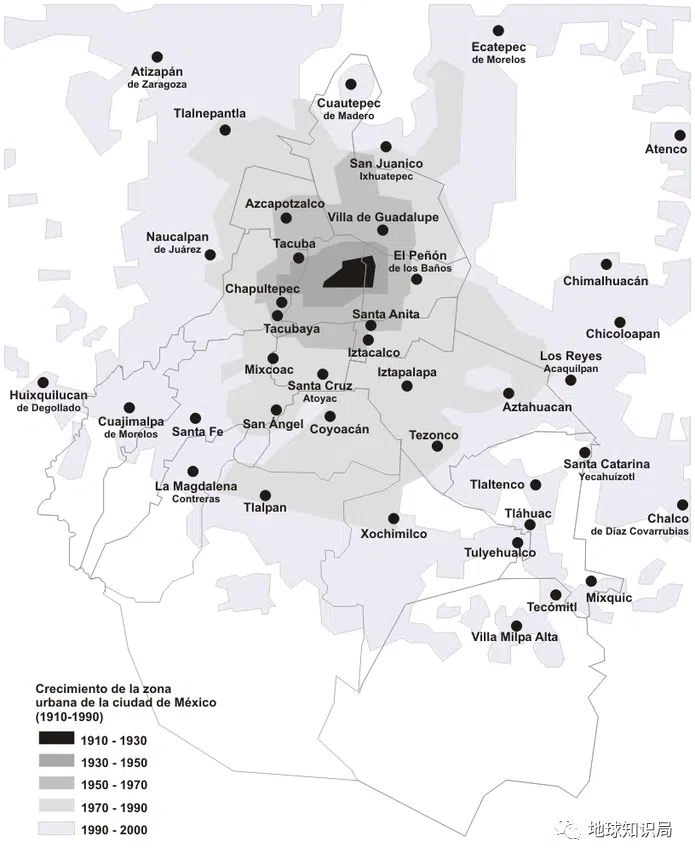 Ecatepec
de Morelos
Atizapán
de Zaragoza
Cuautepec
de Madero
Tlalnepantla
Atenco
San Juanico
Ixhuatepec
Azcapotzalco
Villa de Guadalupe
Naucalpan
de Juárez
Tacuba
El Peñón
de los Baños
Chimalhuacán
Chapultepec
Santa Anita
Tacubaya
Chicoloapan
Iztacalco
Los Reyes
Acaquilpan
Mixcoac
Santa Cruz
Atoyac
Iztapalapa
Huixquilucan
de Degollado
Aztahuacan
Cuajimalpa
de Morelos
Santa Fe
San Ángel
Coyoacán
Tezonco
Santa Catarina
Yecahuízotl
La Magdalena
Contreras
Tlaltenco
Tlalpan
Tláhuac
Chalco
de Díaz Covarrubias
Xochimilco
Tulyehualco
Tecómitl
Mixquic
Villa Milpa Alta
Crecimiento de la zona
urbana de la ciudad de México
(1910-1990)
1910 - 1930
1930 - 1950
1950 - 1970
1970 - 1990
1990 - 2000
地球知识局